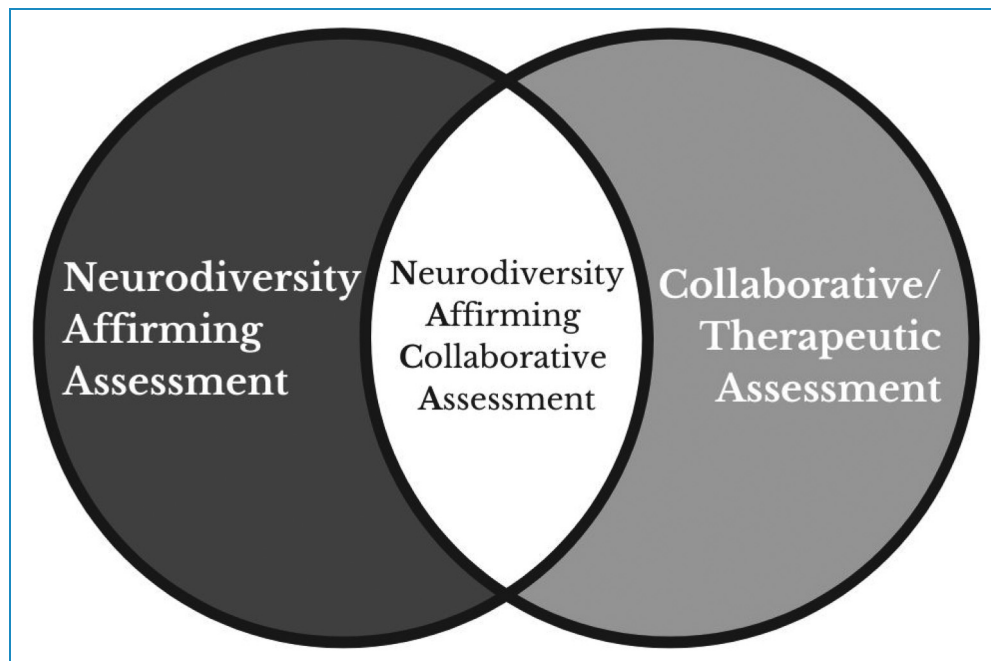 Neurodiversity
Affirming
Assessment
Neurodiversity
Affirming
Collaborative
Assessment
Collaborative/
Therapeutic
Assessment